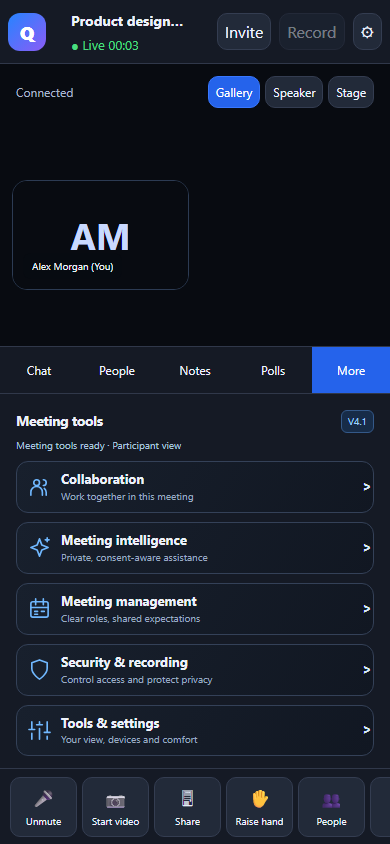 Q
Product design...
Live 00:03
Invite
Record
Connected
Gallery
Speaker
Stage
AM
Alex Morgan (You)
Chat
People
Notes
Polls
More
Meeting tools
V4.1
Meeting tools ready · Participant view
Collaboration
Work together in this meeting
>
Meeting intelligence
Private, consent-aware assistance
>
Meeting management
Clear roles, shared expectations
>
Security & recording
Control access and protect privacy
>
Tools & settings
Your view, devices and comfort
>
Unmute
Start video
Share
Raise hand
People